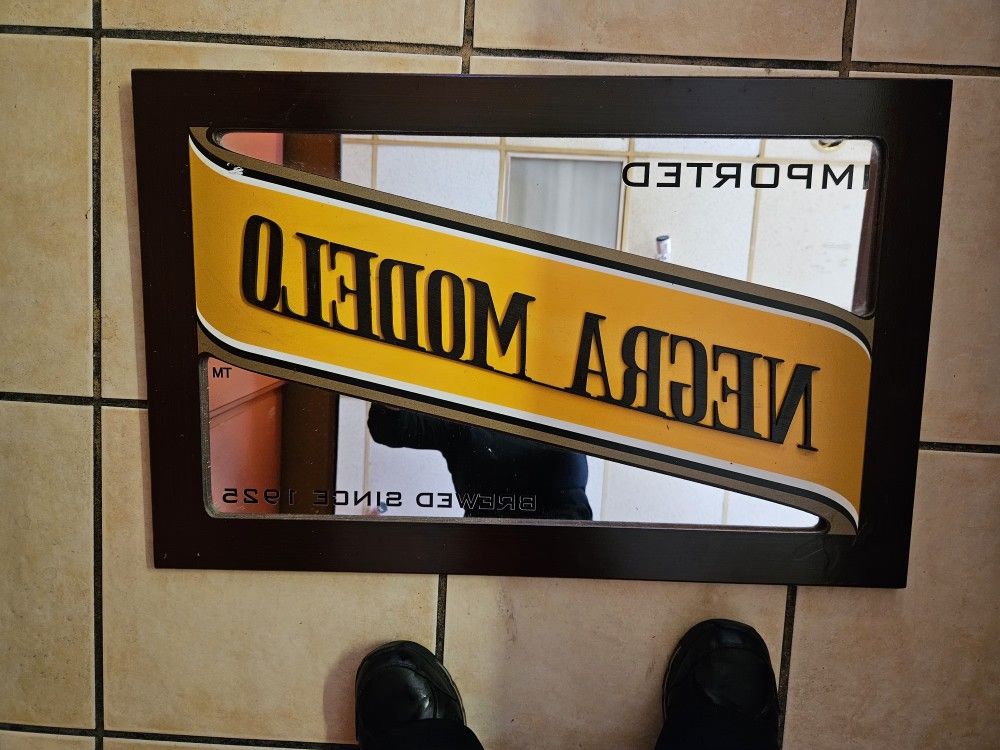 IMPORTED
NEGRA MODELO
TM
BREWED SINCE 1925